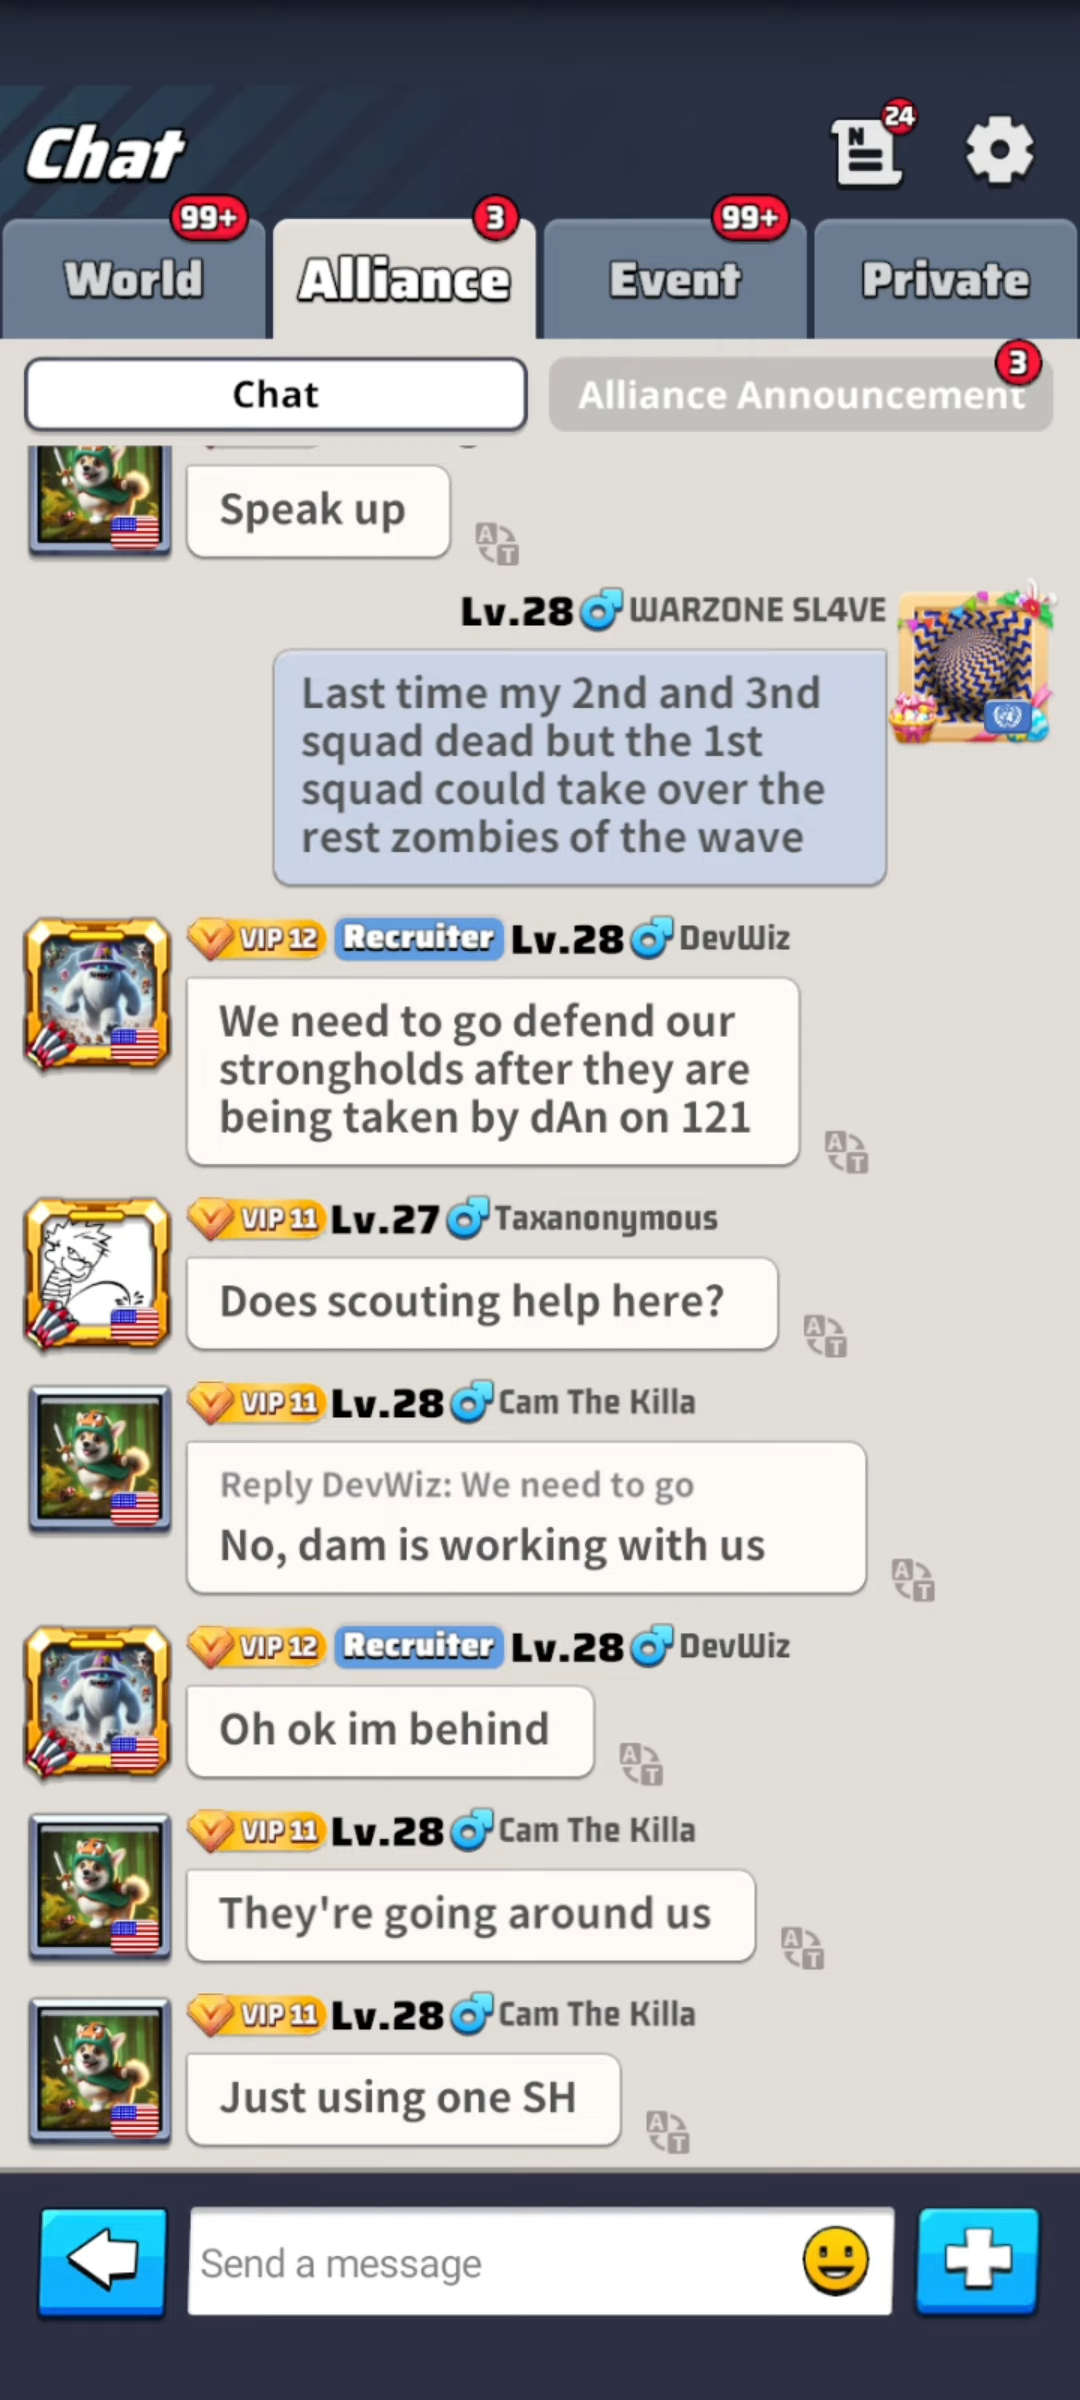 Chat
N
24
99+
3
99+
World
Alliance
Event
Private
3
Chat
Alliance Announcement
Speak up
Lv.28 WARZONE SL4VE
Last time my 2nd and 3nd
squad dead but the 1st
squad could take over the
rest zombies of the wave
VIP 12 Recruiter Lv.28 DevWiz
We need to go defend our
strongholds after they are
being taken by dAn on 121
VIP 11 Lv.27 Taxanonymous
Does scouting help here?
VIP 11 Lv.28 Cam The Killa
Reply DevWiz: We need to go
No, dam is working with us
VIP 12 Recruiter Lv.28 DevWiz
Oh ok im behind
VIP 11 Lv.28 Cam The Killa
They're going around us
VIP 11 Lv.28 Cam The Killa
Just using one SH
Send a message